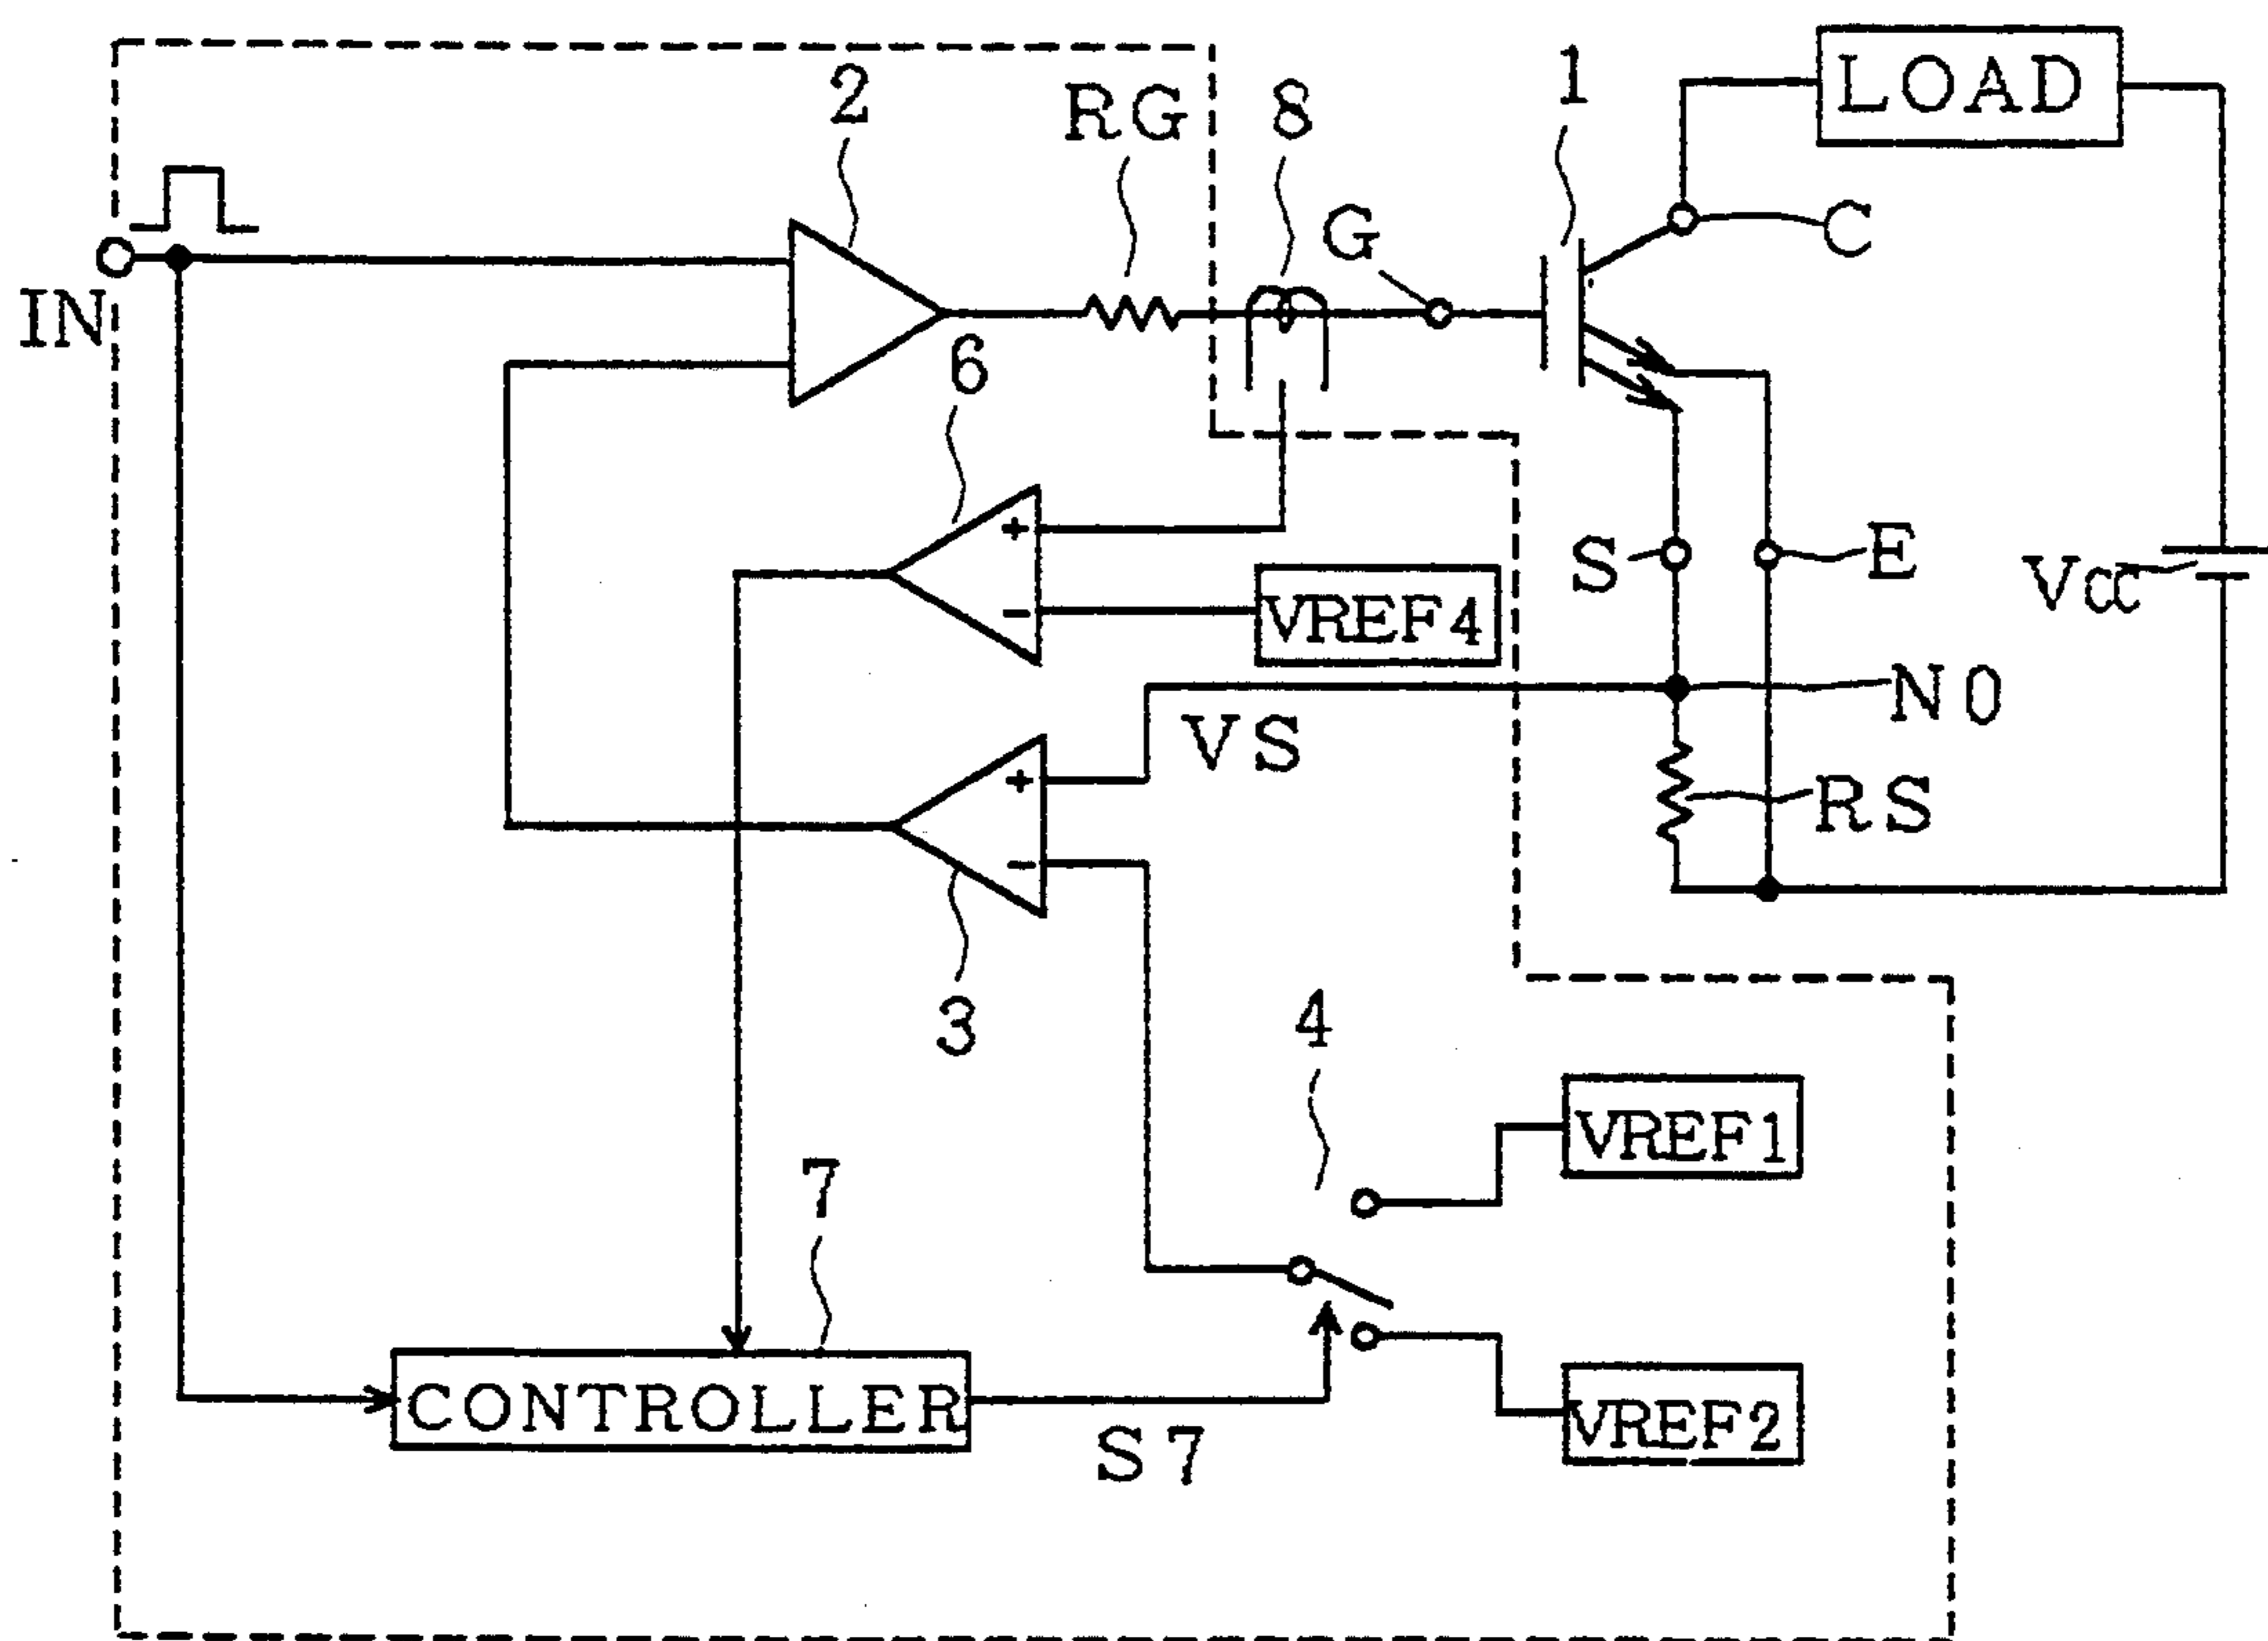 2
RG
8
1
LOAD
G
C
IN
6
+
-
VREF4
S
E
Vcc
N0
VS
+
-
RS
3
4
VREF1
7
CONTROLLER
S7
VREF2